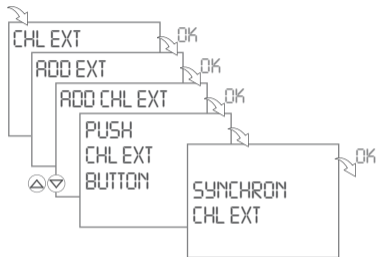 CHL EXT
OK
ADD EXT
OK
ADD CHL EXT
OK
PUSH
CHL EXT
BUTTON
OK
SYNCHRON
CHL EXT